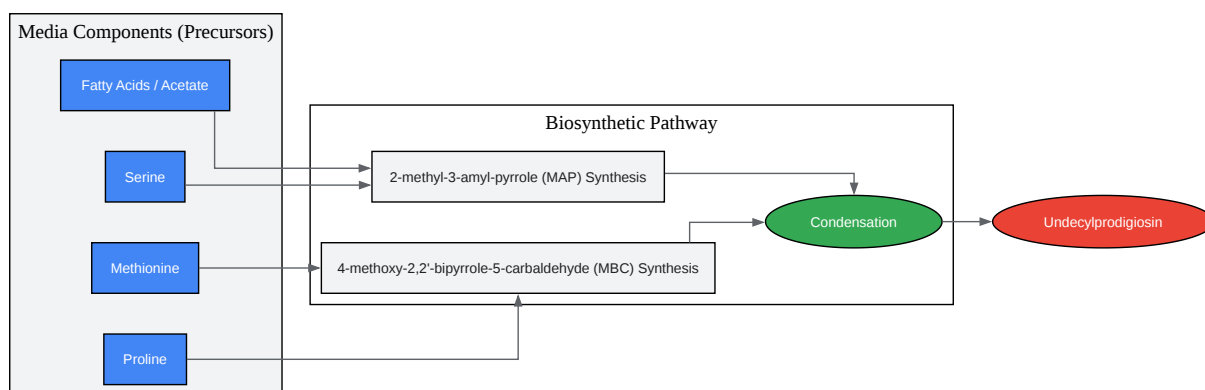 Media Components (Precursors)
Fatty Acids / Acetate
Biosynthetic Pathway
Serine
2-methyl-3-amyl-pyrrole (MAP) Synthesis
Condensation
Undecylprodigiosin
Methionine
4-methoxy-2,2'-bipyrrole-5-carbaldehyde (MBC) Synthesis
Proline